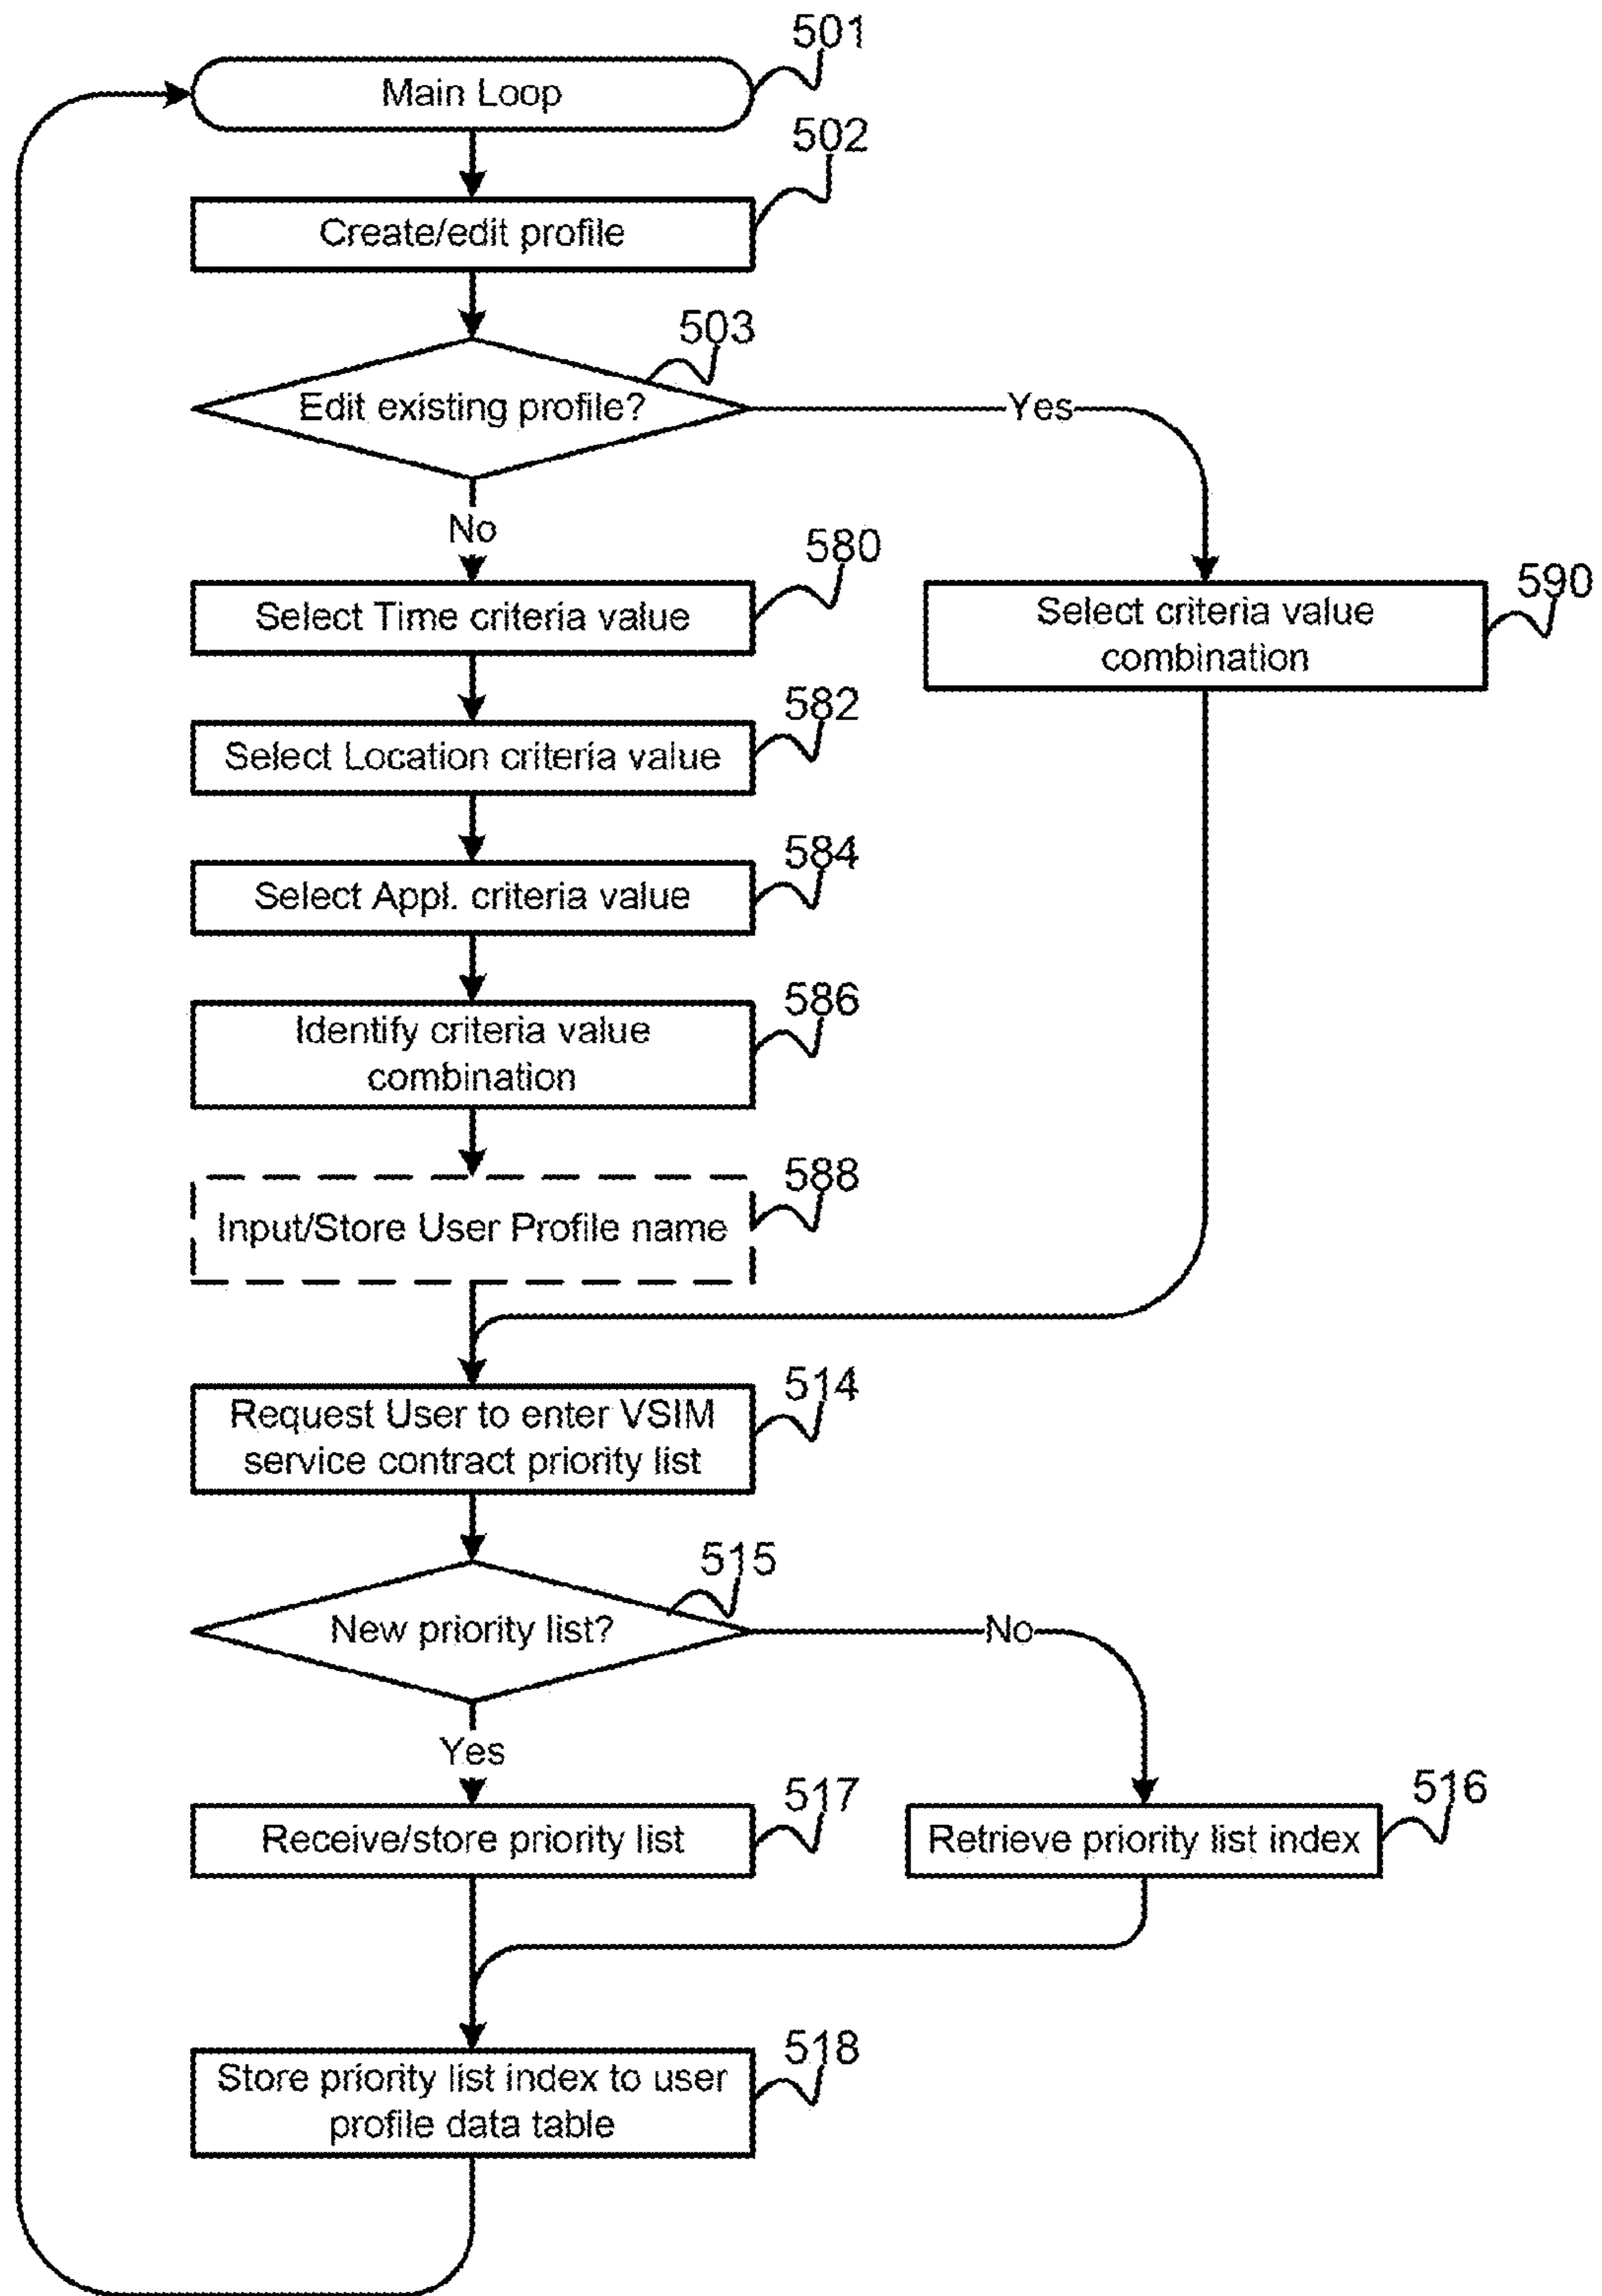 501
Main Loop
502
Create/edit profile
503
Edit existing profile?
Yes
No
580
Select Time criteria value
590
Select criteria value
combination
582
Select Location criteria value
584
Select Appl. criteria value
586
Identify criteria value
combination
588
Input/Store User Profile name
514
Request User to enter VSIM
service contract priority list
515
New priority list?
No
Yes
517
Receive/store priority list
516
Retrieve priority list index
518
Store priority list index to user
profile data table